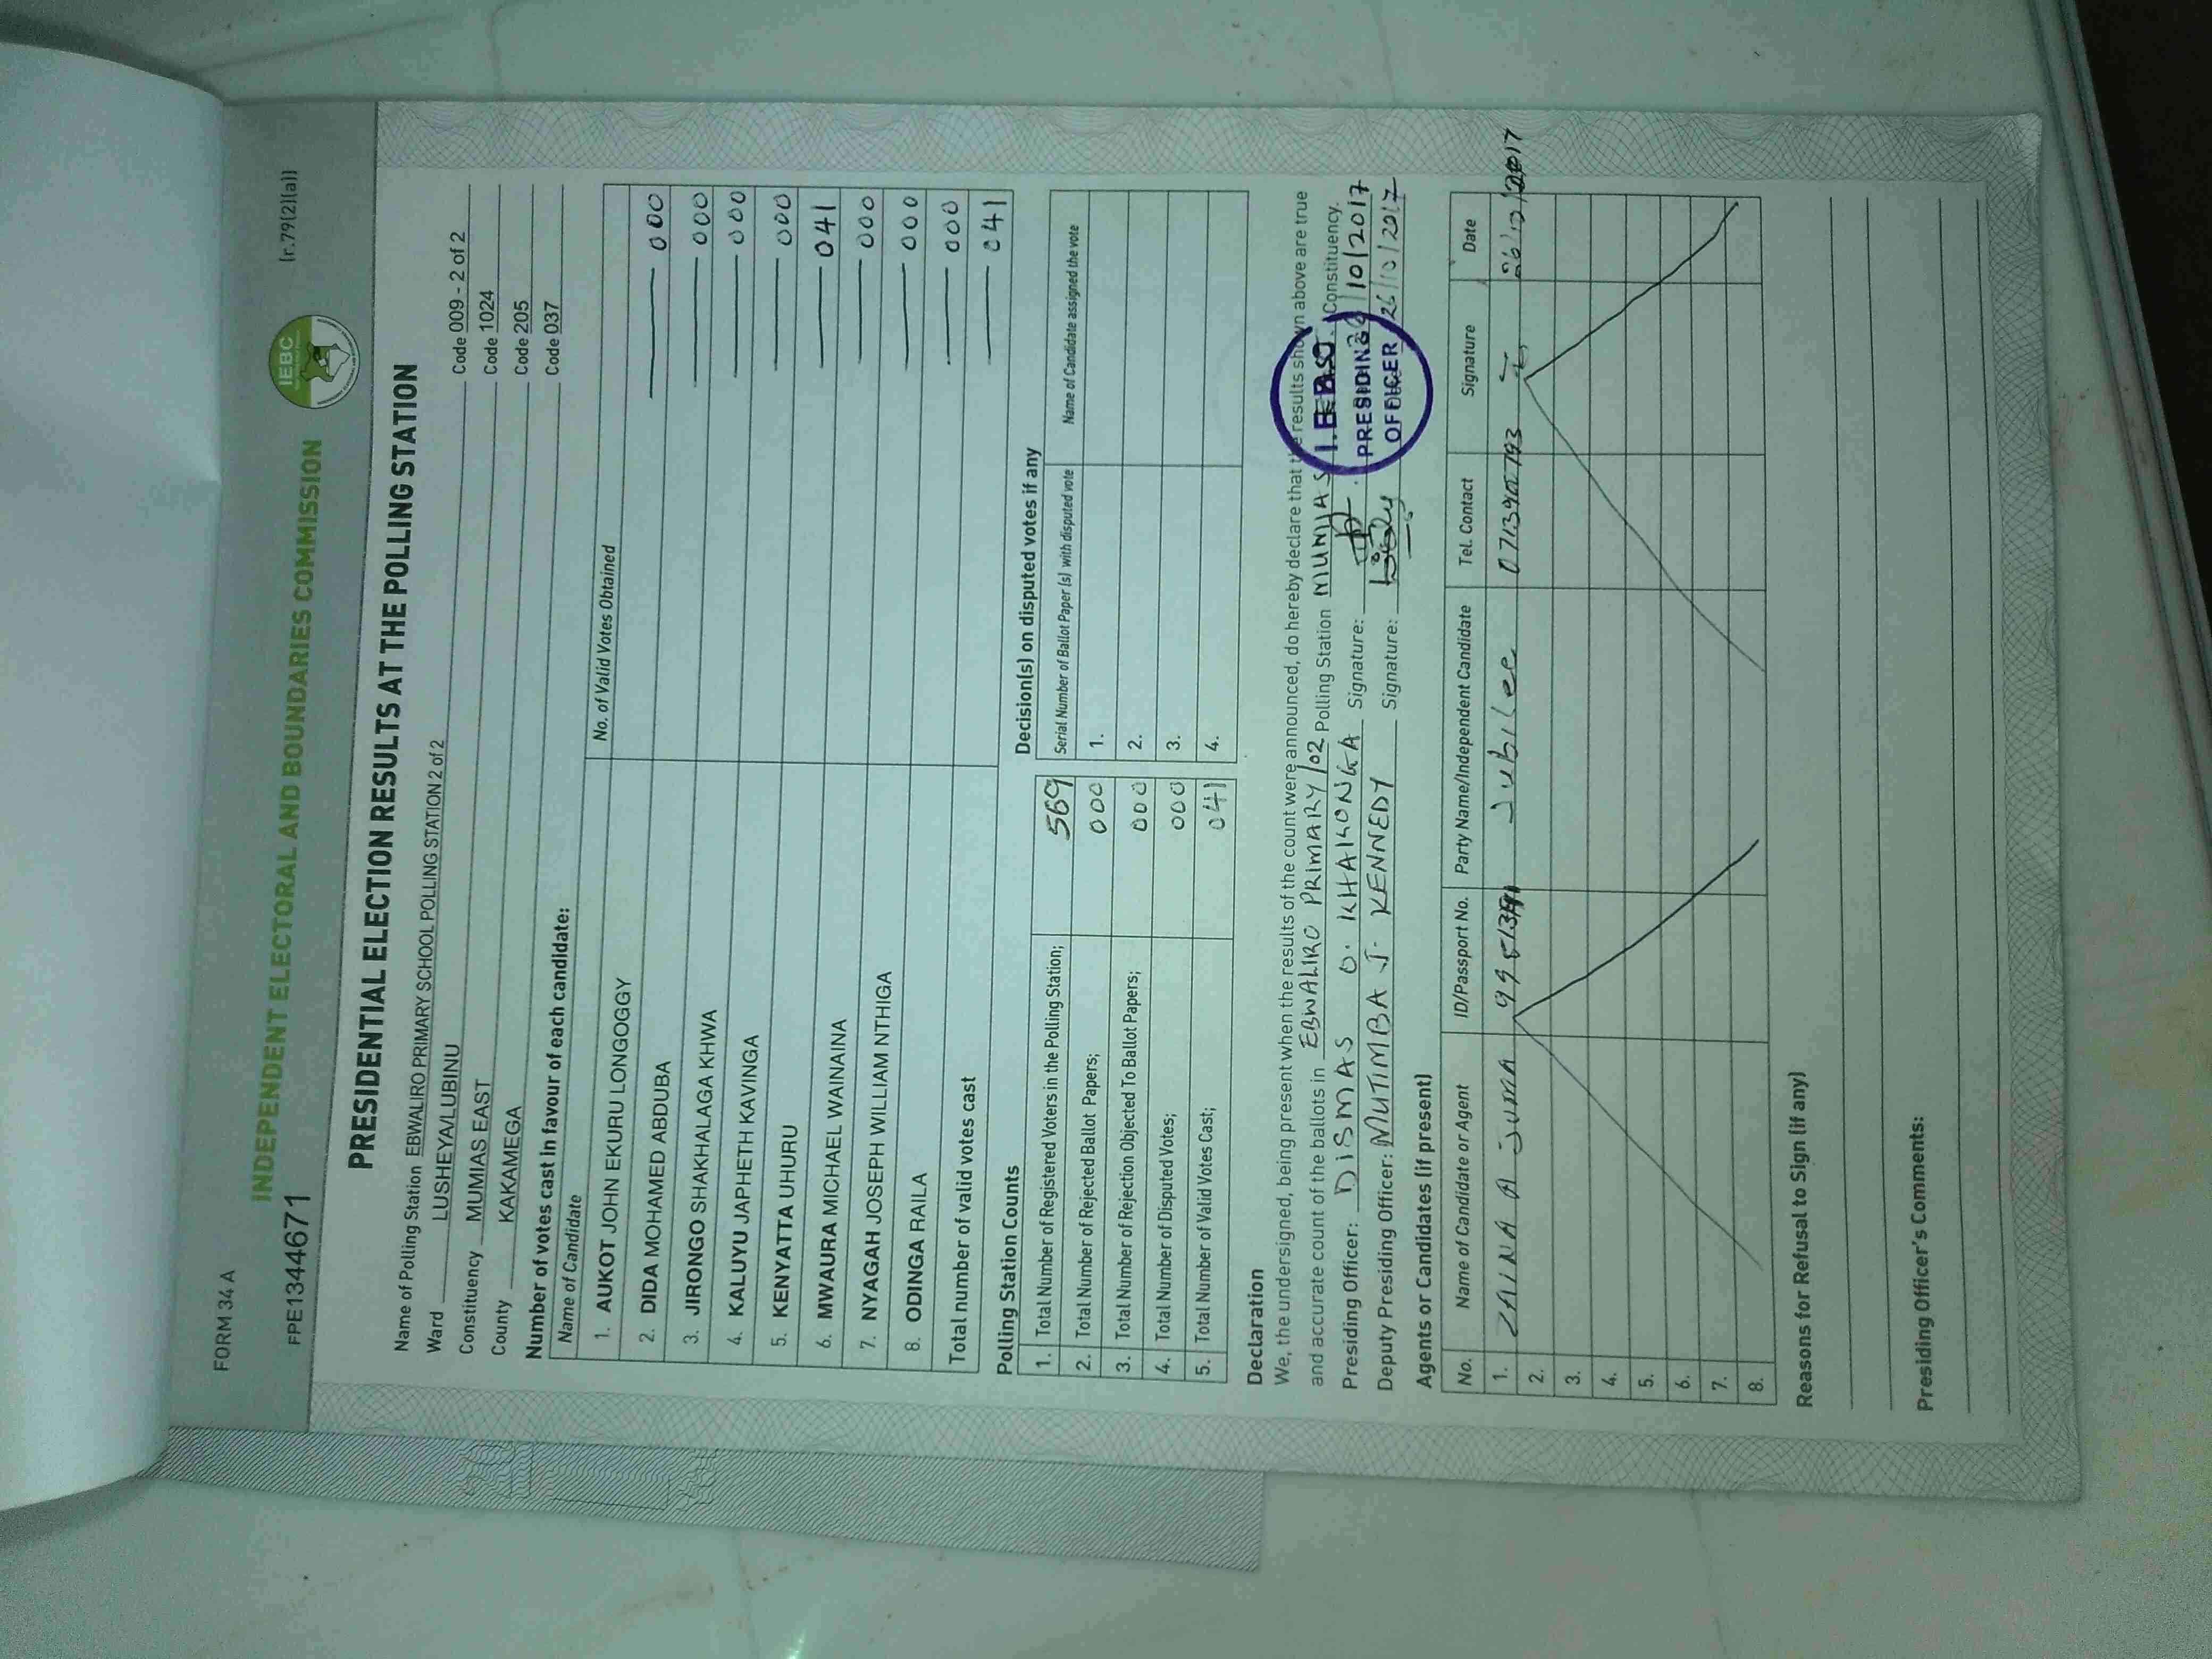 FORM 34 A
INDEPENDENT ELECTORAL AND BOUNDARIES COMMISSION
IEBC
(r.79(2)(a))
FPE1344671
PRESIDENTIAL ELECTION RESULTS AT THE POLLING STATION
Name of Polling Station EBWALIRO PRIMARY SCHOOL POLLING STATION 2 of 2 Code 009 - 2 of 2
Ward LUSHEYA/LUBINU Code 1024
Constituency MUMIAS EAST Code 205
County KAKAMEGA Code 037
Number of votes cast in favour of each candidate:
Name of Candidate No. of Valid Votes Obtained
1. AUKOT JOHN EKURU LONGOGGY 000
2. DIDA MOHAMED ABDUBA 000
3. JIRONGO SHAKHALAGA KHWA 000
4. KALUYU JAPHETH KAVINGA 000
5. KENYATTA UHURU 041
6. MWAURA MICHAEL WAINAINA 000
7. NYAGAH JOSEPH WILLIAM NTHIGA 000
8. ODINGA RAILA 000
Total number of valid votes cast 041
Polling Station Counts
1. Total Number of Registered Voters in the Polling Station; 569
2. Total Number of Rejected Ballot Papers; 000
3. Total Number of Rejection Objected To Ballot Papers; 000
4. Total Number of Disputed Votes; 000
5. Total Number of Valid Votes Cast; 041
Decision(s) on disputed votes if any
Serial Number of Ballot Paper (s) with disputed vote Name of Candidate assigned the vote
1.
2.
3.
4.
Declaration
We, the undersigned, being present when the results of the count were announced, do hereby declare that the results shown above are true
and accurate count of the ballots in EBWALIRO PRIMARY/02 Polling Station MUMIAS Constituency.
Presiding Officer: DISMAS O. KHAIKONGA Signature: 26/10/2017
Deputy Presiding Officer: MUTIMBA J. KENNEDY Signature: 26/10/2017
PRESIDING
OFFICER
Agents or Candidates (if present)
No. Name of Candidate or Agent ID/Passport No. Party Name/Independent Candidate Tel. Contact Signature Date
1. ZAINA A JUMA Jubilee
2.
3.
4.
5.
6.
7.
8.
Reasons for Refusal to Sign (if any)
Presiding Officer's Comments: